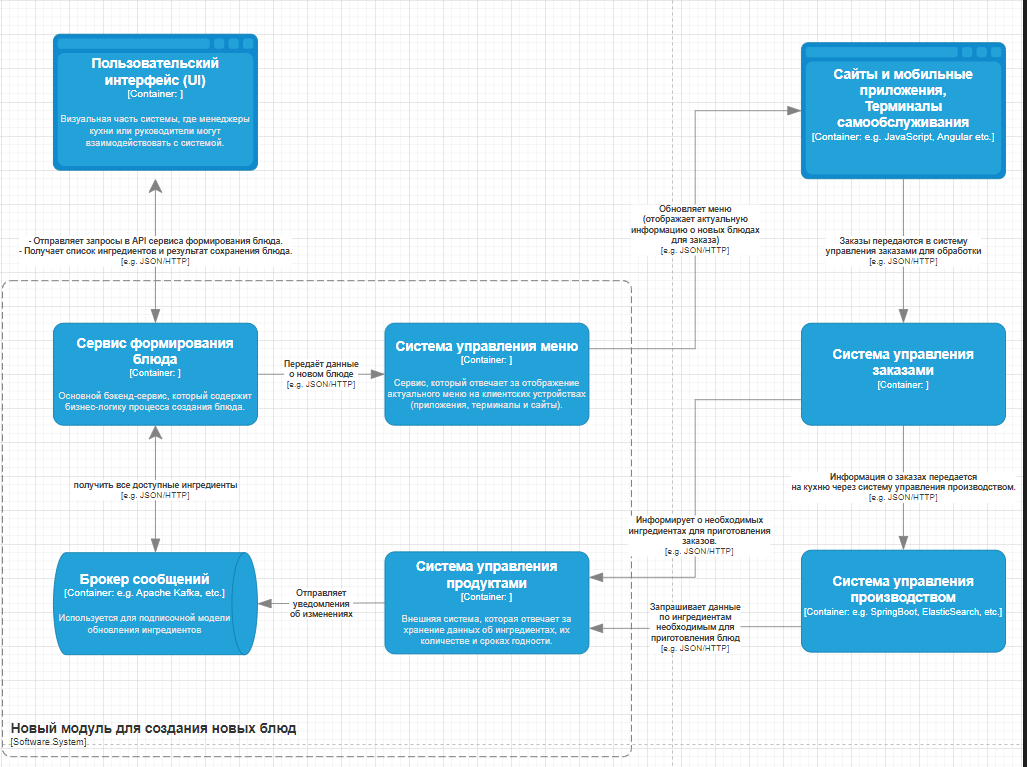 Пользовательский
интерфейс (UI)
[Container: ]
Визуальная часть системы, где менеджеры
кухни или руководители могут
взаимодействовать с системой.
Сайты и мобильные
приложения,
Терминалы
самообслуживания
[Container: e.g. JavaScript, Angular etc.]
- Отправляет запросы в API сервиса формирования блюда.
- Получает список ингредиентов и результат сохранения блюда.
[e.g. JSON/HTTP]
Обновляет меню
(отображает актуальную
информацию о новых блюдах
для заказа)
[e.g. JSON/HTTP]
Заказы передаются в систему
управления заказами для обработки
[e.g. JSON/HTTP]
Сервис формирования
блюда
[Container: ]
Основной бэкенд-сервис, который содержит
бизнес-логику процесса создания блюда.
Передаёт данные
о новом блюде
[e.g. JSON/HTTP]
Система управления меню
[Container: ]
Сервис, который отвечает за отображение
актуального меню на клиентских устройствах
(приложения, терминалы и сайты).
Система управления
заказами
[Container: ]
получить все доступные ингредиенты
[e.g. JSON/HTTP]
Информация о заказах передается
на кухню через систему управления производством.
[e.g. JSON/HTTP]
Информирует о необходимых
ингредиентах для приготовления
заказов.
[e.g. JSON/HTTP]
Брокер сообщений
[Container: e.g. Apache Kafka, etc.]
Используется для подписочной модели
обновления ингредиентов
Отправляет
уведомления
об изменениях
Система управления
продуктами
[Container: ]
Внешняя система, которая отвечает за
хранение данных об ингредиентах, их
количестве и сроках годности.
Запрашивает данные
по ингредиентам
необходимым для
приготовления блюд
[e.g. JSON/HTTP]
Система управления
производством
[Container: e.g. SpringBoot, ElasticSearch, etc.]
Новый модуль для создания новых блюд
[Software System]